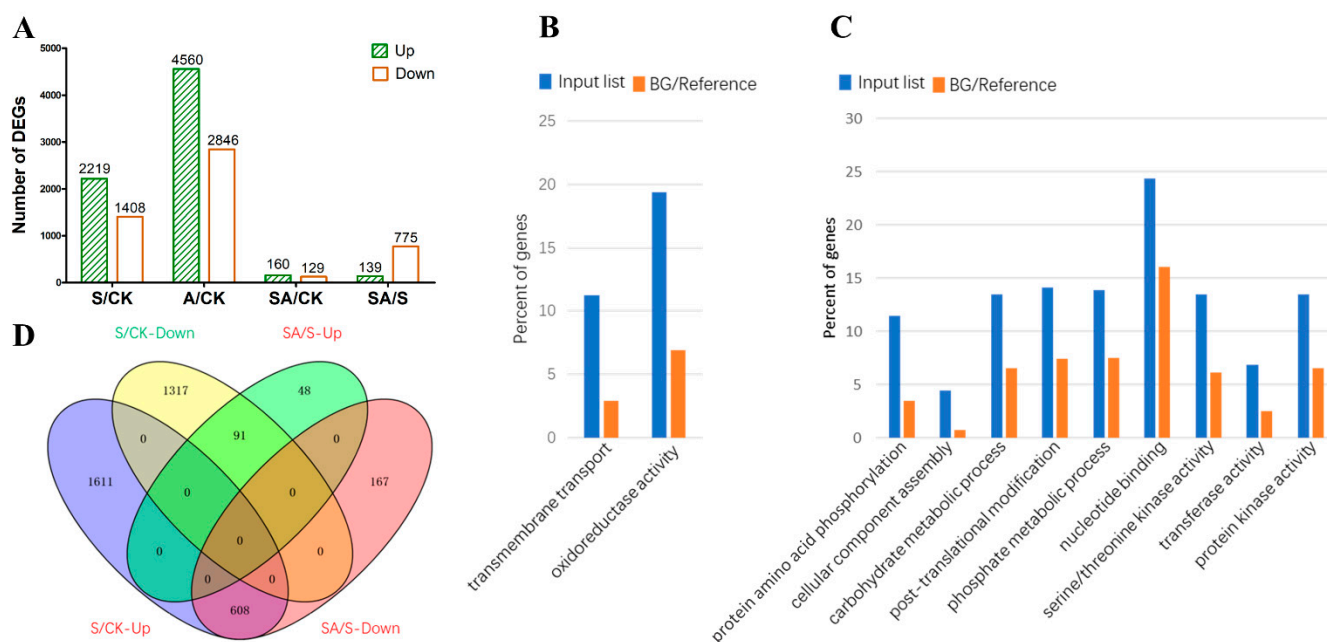 A
Up
Down
Number of DEGs
5000
4000
3000
2000
1000
0
2219
1408
4560
2846
160
129
139
775
S/CK
A/CK
SA/CK
SA/S
B
Input list
BG/Reference
Percent of genes
25
20
15
10
5
0
transmembrane transport
oxidoreductase activity
C
Input list
BG/Reference
Percent of genes
30
25
20
15
10
5
0
protein amino acid phosphorylation
cellular component assembly
carbohydrate metabolic process
post-translational modification
phosphate metabolic process
nucleotide binding
serine/threonine kinase activity
transferase activity
protein kinase activity
D
S/CK-Down
SA/S-Up
1317
48
0
91
0
1611
0
0
167
0
0
0
0
0
608
S/CK-Up
SA/S-Down